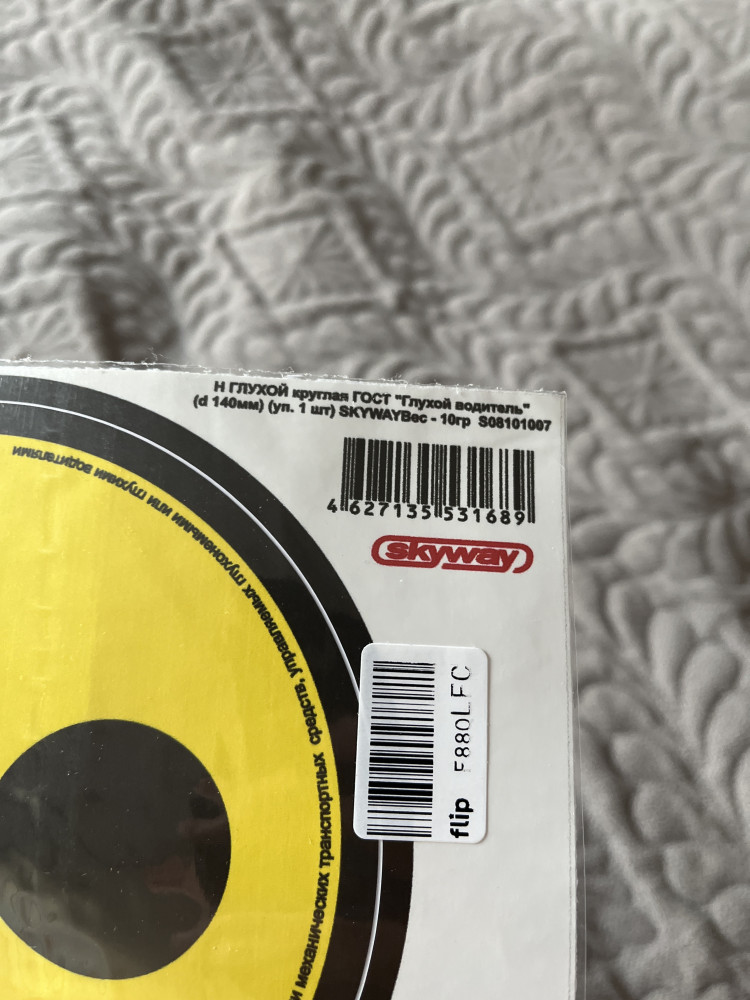 Н ГЛУХОЙ круглая ГОСТ "Глухой водитель"
(d 140мм) (уп. 1 шт) SKYWAYВес - 10гр S08101007
4 627135 531689
skyway
и механических транспортных средств, управляемых глухонемыми или глухими водителями
flip F880LFC